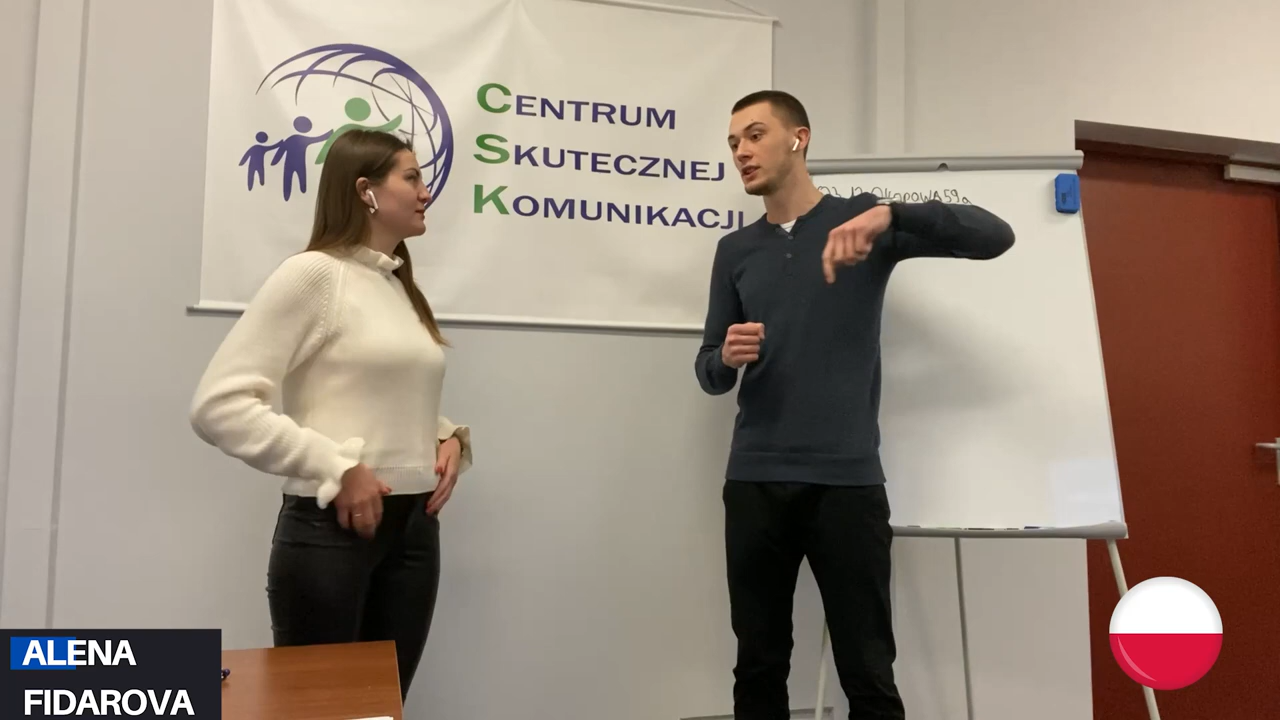 CENTRUM
SKUTECZNEJ
KOMUNIKACJI
ALENA
FIDAROVA